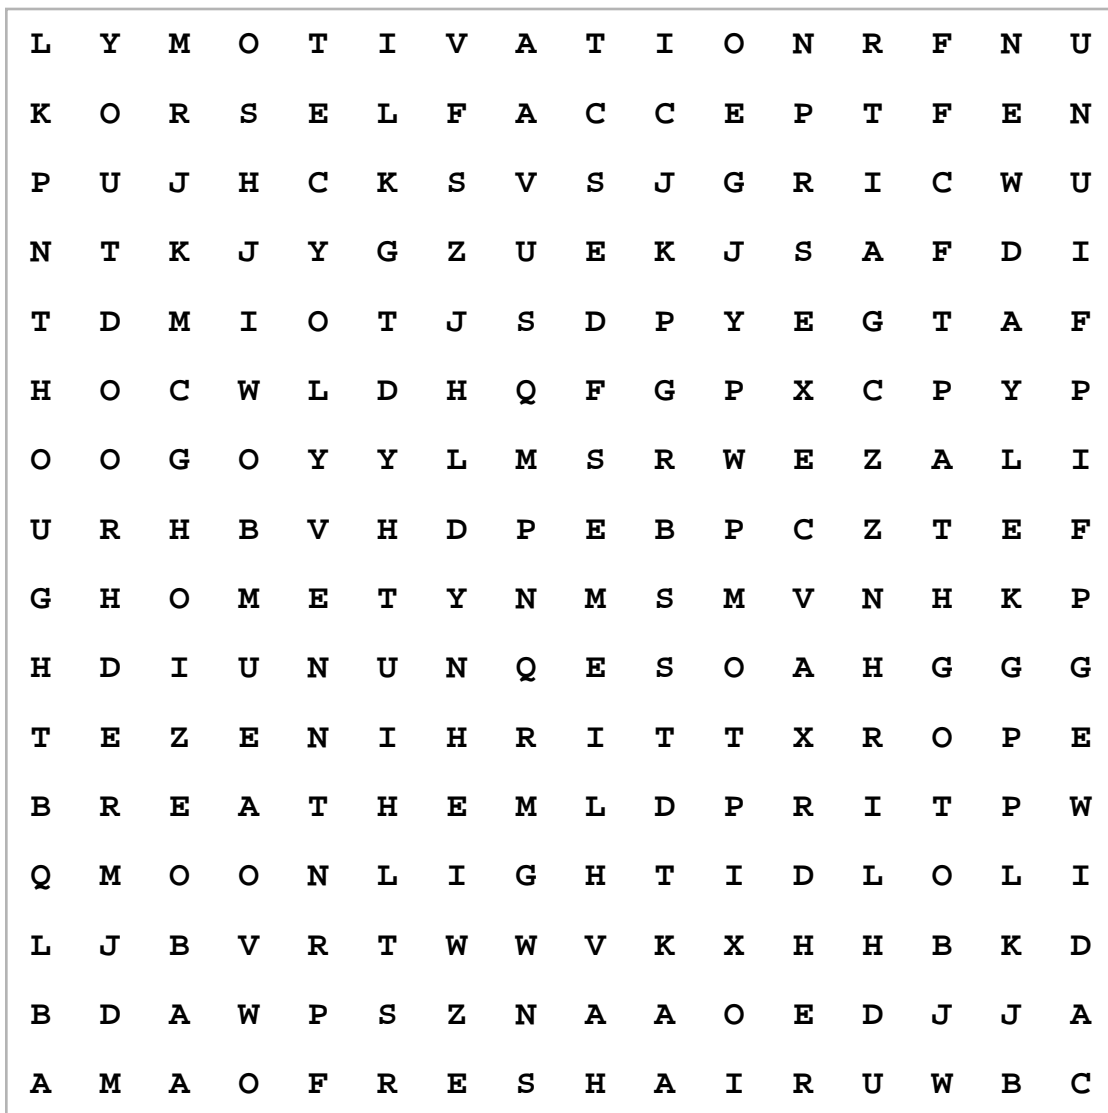 L Y M O T I V A T I O N R F N U
K O R S E L F A C C E P T F E N
P U J H C K S V S J G R I C W U
N T K J Y G Z U E K J S A F D I
T D M I O T J S D P Y E G T A F
H O C W L D H Q F G P X C P Y P
O O G O Y Y L M S R W E Z A L I
U R H B V H D P E B P C Z T E F
G H O M E T Y N M S M V N H K P
H D I U N U N Q E S O A H G G G
T E Z E N I H R I T T X R O P E
B R E A T H E M L D P R I T P W
Q M O O N L I G H T I D L O L I
L J B V R T W W V K X H H B K D
B D A W P S Z N A A O E D J J A
A M A O F R E S H A I R U W B C